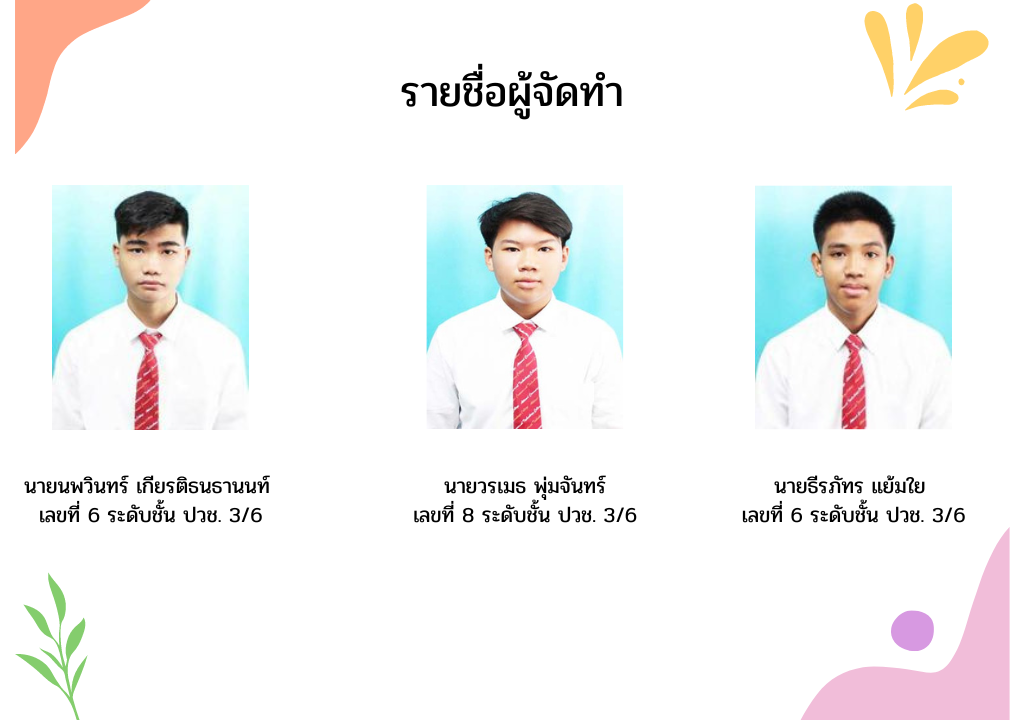 รายชื่อผู้จัดทำ
นายนพวินทร์ เกียรติธนธานนท์
เลขที่ 6 ระดับชั้น ปวช. 3/6
นายวรเมธ พุ่มจันทร์
เลขที่ 8 ระดับชั้น ปวช. 3/6
นายธีรภัทร แย้มใย
เลขที่ 6 ระดับชั้น ปวช. 3/6